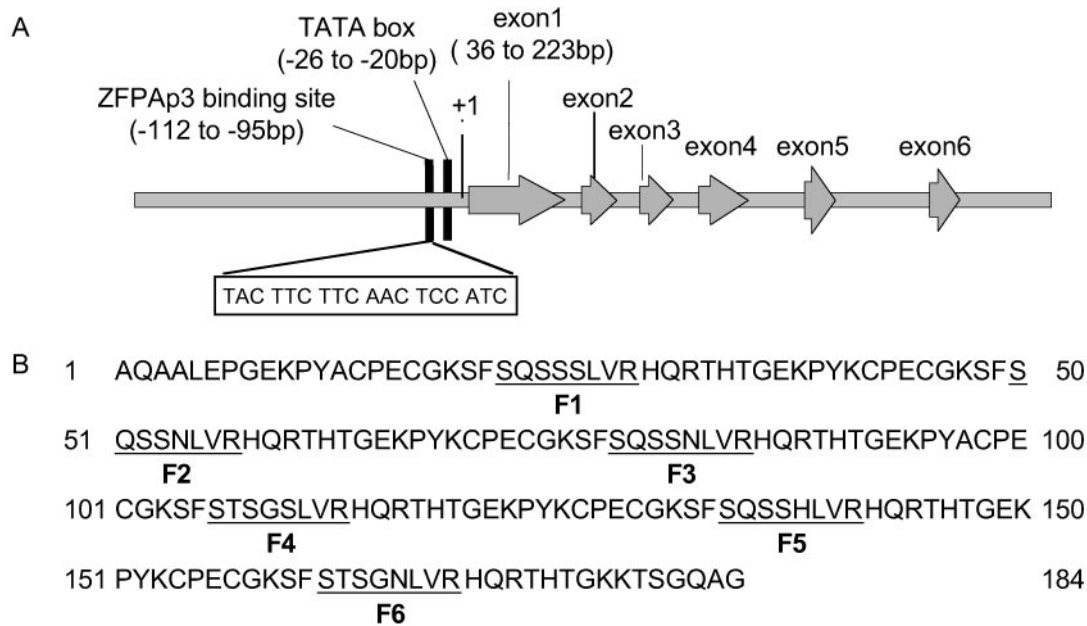 A
TATA box
(-26 to -20bp)
exon1
( 36 to 223bp)
ZFPAp3 binding site
(-112 to -95bp)
+1
exon2
exon3
exon4
exon5
exon6
TAC TTC TTC AAC TCC ATC
B
1 AQAALEPGEKPYACPECGKSFSQSSSLVRHQRTHTGEKPYKCPECGKSFS 50
F1
51 QSSNLVRHQRTHTGEKPYKCPECGKSFSQSSNLVRHQRTHTGEKPYACPE 100
F2 F3
101 CGKSFSTSGSLVRHQRTHTGEKPYKCPECGKSFSQSSHLVRHQRTHTGEK 150
F4 F5
151 PYKCPECGKSFSTSGNLVRHQRTHTGKKTSGQAG 184
F6